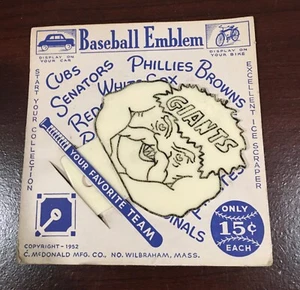 Baseball Emblem
DISPLAY ON
YOUR CAR
DISPLAY ON
YOUR BIKE
START YOUR COLLECTION
EXCELLENT ICE SCRAPER
CUBS
PHILLIES
BROWNS
SENATORS
WHITE SOX
RED
GIANTS
YOUR FAVORITE TEAM
ONLY
15¢
EACH
COPYRIGHT-1952
C. McDONALD MFG. CO., NO. WILBRAHAM, MASS.